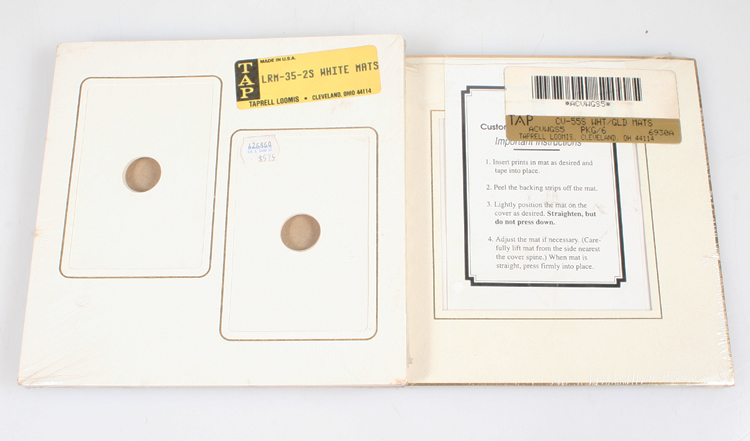 TAP
MADE IN U.S.A.
LRM-35-2S WHITE MATS
TAPRELL LOOMIS • CLEVELAND, OHIO 44114
*ACVWGS5*
TAP CV-55S WHT/GLD MATS
ACVWGS5 PKG/6 6930A
TAPRELL LOOMIS, CLEVELAND, OH 44114
Custom
Important Instructions
1. Insert prints in mat as desired and
tape into place.
2. Peel the backing strips off the mat.
3. Lightly position the mat on the
cover as desired. Straighten, but
do not press down.
4. Adjust the mat if necessary. (Care-
fully lift mat from the side nearest
the cover spine.) When mat is
straight, press firmly into place.